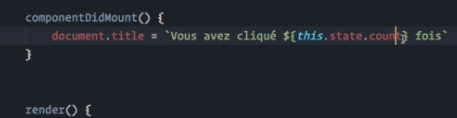 componentDidMount() {
document.title = `Vous avez cliqué ${this.state.count} fois`
}
render() {